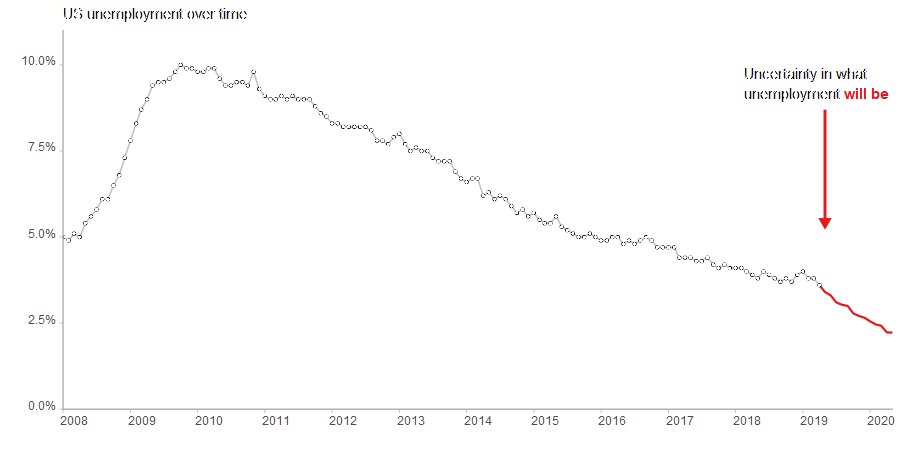 US unemployment over time
10.0%
7.5%
5.0%
2.5%
0.0%
Uncertainty in what
unemployment will be
2008 2009 2010 2011 2012 2013 2014 2015 2016 2017 2018 2019 2020